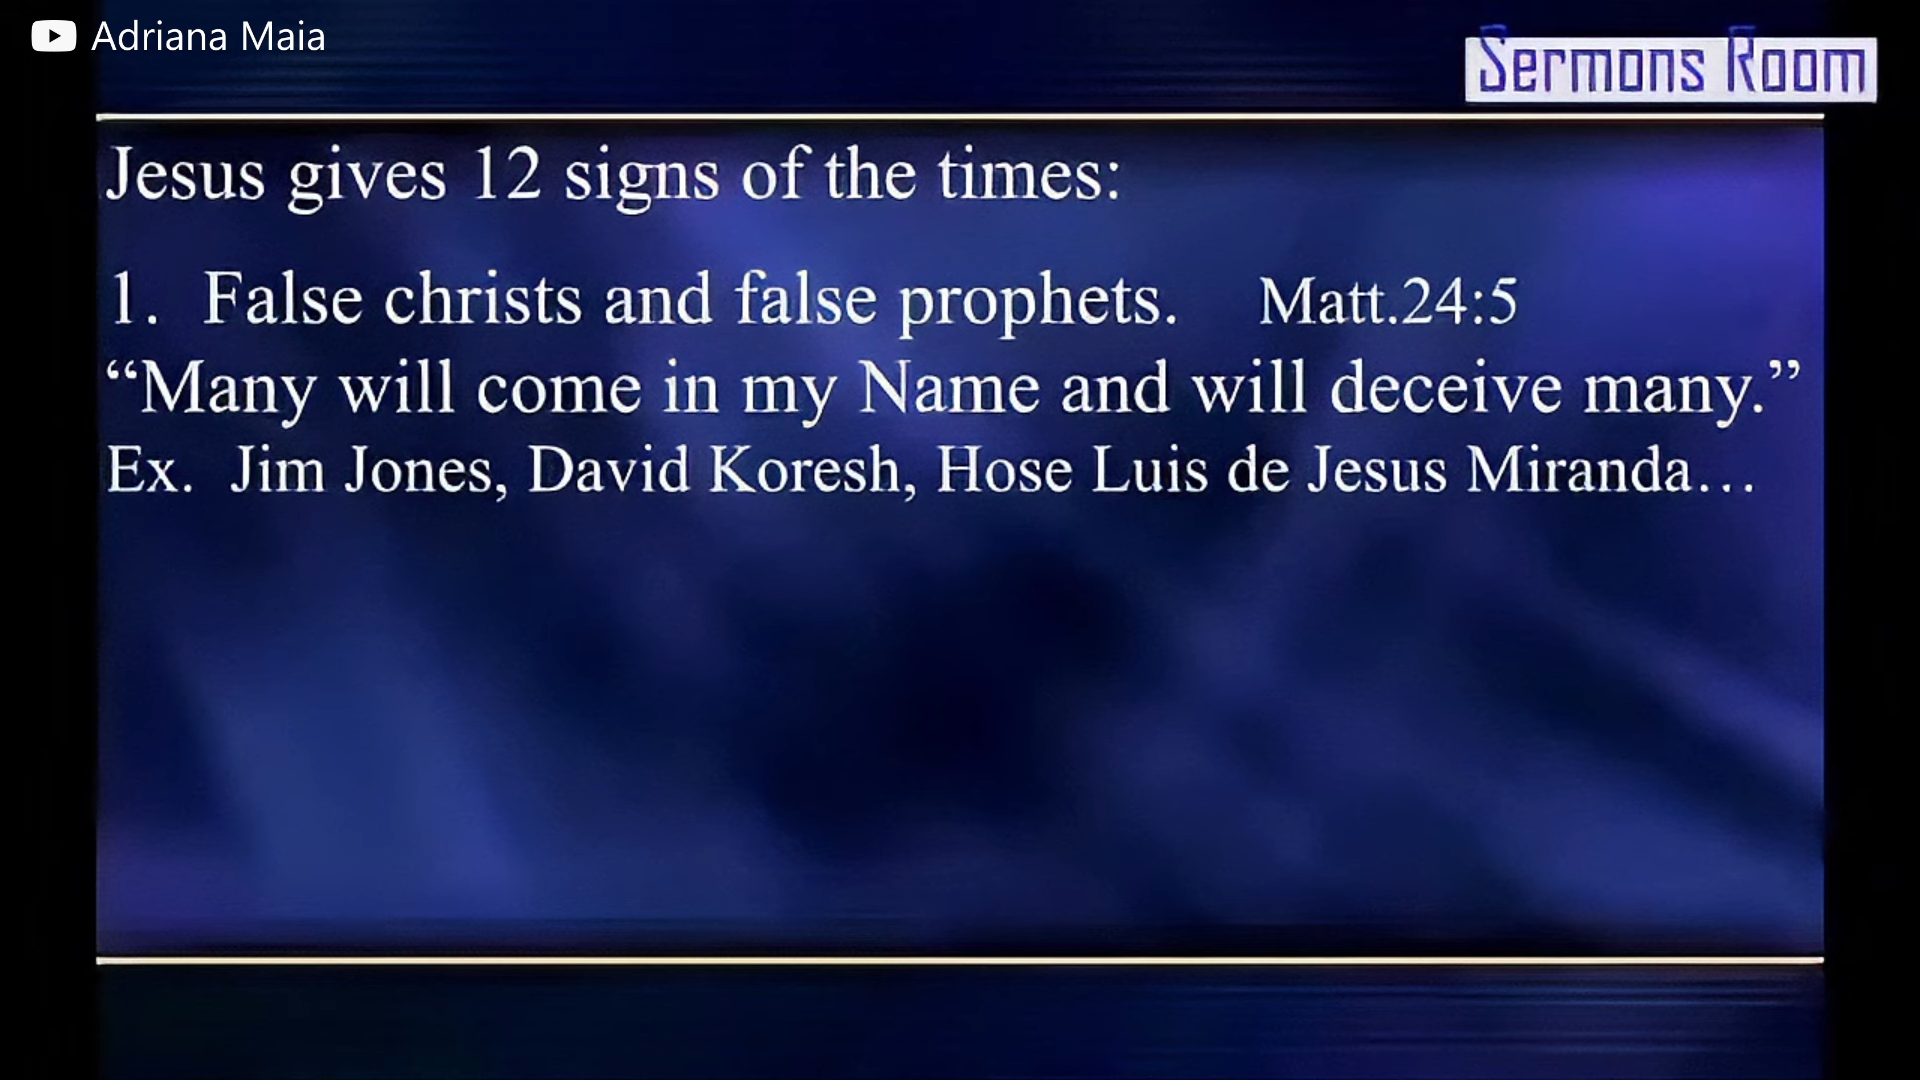 Adriana Maia
Sermons Room
Jesus gives 12 signs of the times:
1. False christs and false prophets. Matt.24:5
“Many will come in my Name and will deceive many.”
Ex. Jim Jones, David Koresh, Hose Luis de Jesus Miranda…